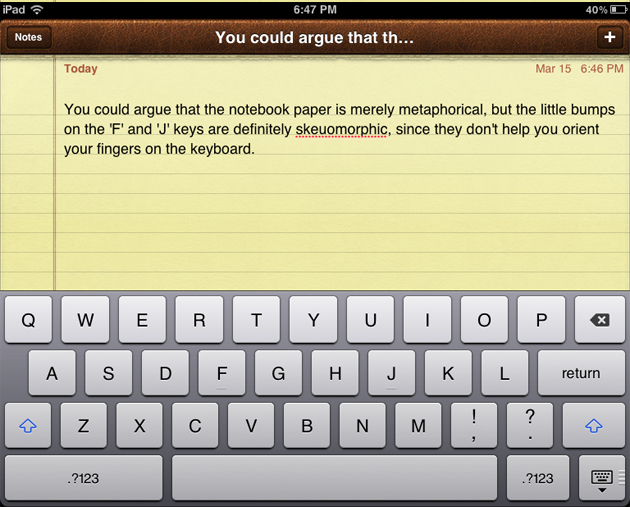 iPad 6:47 PM 40%
Notes You could argue that th... +
Today Mar 15 6:46 PM
You could argue that the notebook paper is merely metaphorical, but the little bumps
on the 'F' and 'J' keys are definitely skeuomorphic, since they don't help you orient
your fingers on the keyboard.
Q W E R T Y U I O P
A S D F G H J K L return
Z X C V B N M ! , ? .
.?123 .?123